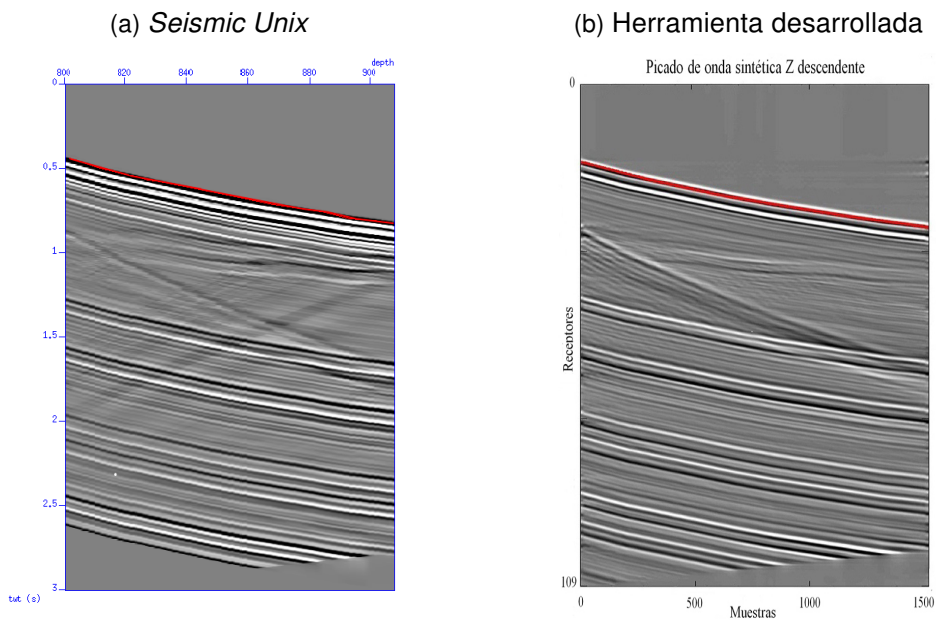 (a) Seismic Unix
(b) Herramienta desarrollada
depth
800 820 840 860 880 900
0
0.5
1
1.5
2
2.5
3
twt (s)
Picado de onda sintética Z descendente
0
Receptores
109
0 500 1000 1500
Muestras